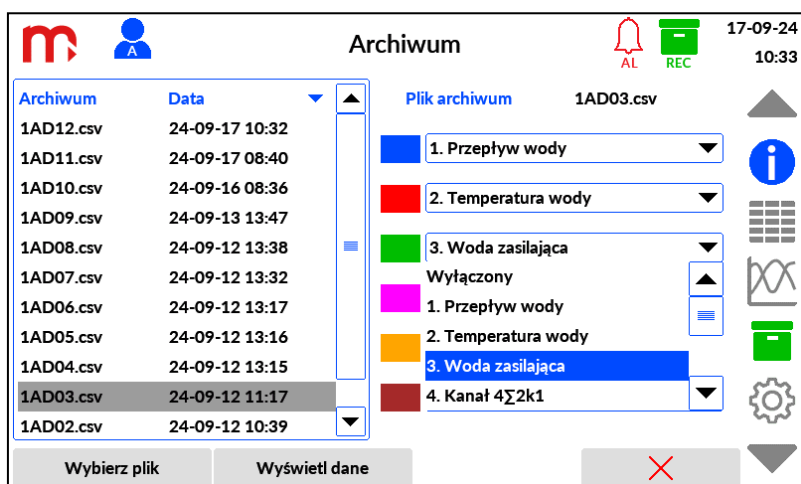 m
A
Archiwum
AL
REC
17-09-24
10:33
Archiwum Data
1AD12.csv 24-09-17 10:32
1AD11.csv 24-09-17 08:40
1AD10.csv 24-09-16 08:36
1AD09.csv 24-09-13 13:47
1AD08.csv 24-09-12 13:38
1AD07.csv 24-09-12 13:32
1AD06.csv 24-09-12 13:17
1AD05.csv 24-09-12 13:16
1AD04.csv 24-09-12 13:15
1AD03.csv 24-09-12 11:17
1AD02.csv 24-09-12 10:39
Plik archiwum 1AD03.csv
1. Przepływ wody
2. Temperatura wody
3. Woda zasilająca
Wyłączony
1. Przepływ wody
2. Temperatura wody
3. Woda zasilająca
4. Kanał 4∑2k1
i
Wybierz plik
Wyświetl dane